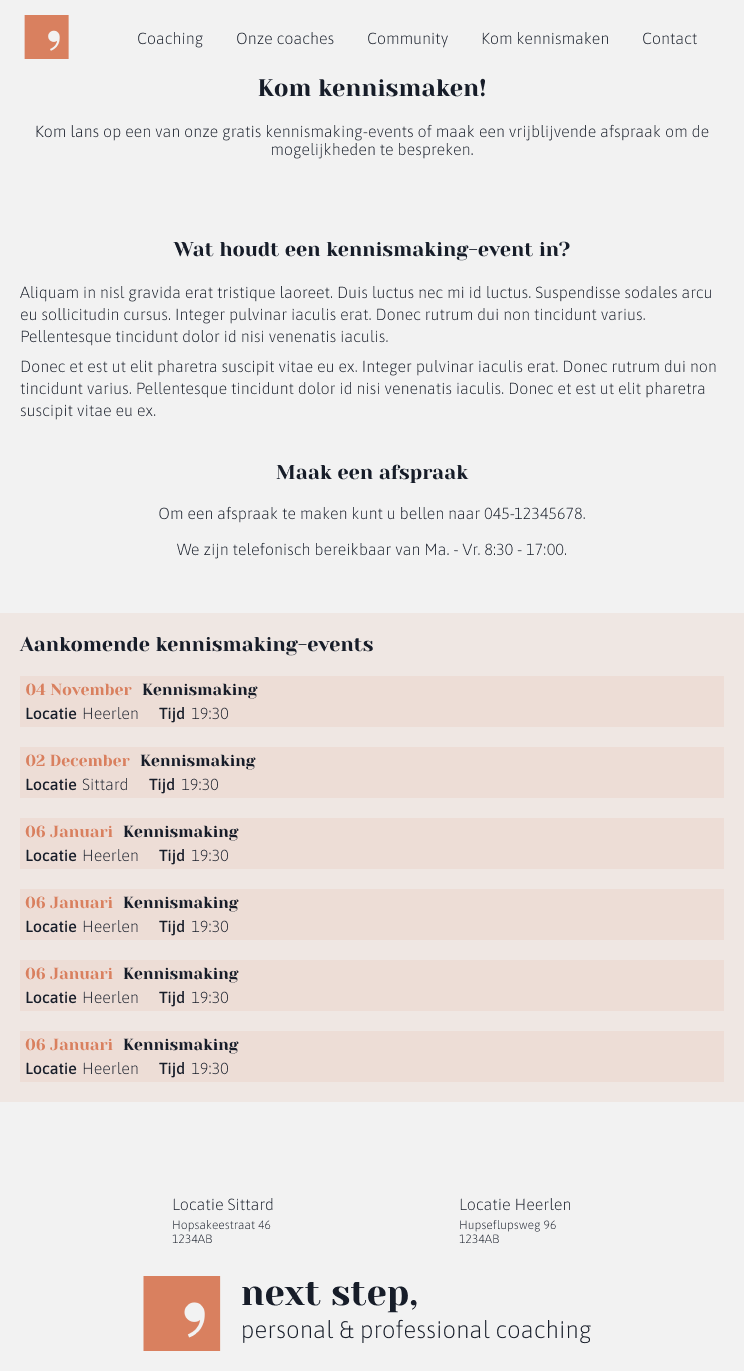 Coaching Onze coaches Community Kom kennismaken Contact
Kom kennismaken!
Kom lans op een van onze gratis kennismaking-events of maak een vrijblijvende afspraak om de
mogelijkheden te bespreken.
Wat houdt een kennismaking-event in?
Aliquam in nisl gravida erat tristique laoreet. Duis luctus nec mi id luctus. Suspendisse sodales arcu
eu sollicitudin cursus. Integer pulvinar iaculis erat. Donec rutrum dui non tincidunt varius.
Pellentesque tincidunt dolor id nisi venenatis iaculis.
Donec et est ut elit pharetra suscipit vitae eu ex. Integer pulvinar iaculis erat. Donec rutrum dui non
tincidunt varius. Pellentesque tincidunt dolor id nisi venenatis iaculis. Donec et est ut elit pharetra
suscipit vitae eu ex.
Maak een afspraak
Om een afspraak te maken kunt u bellen naar 045-12345678.
We zijn telefonisch bereikbaar van Ma. - Vr. 8:30 - 17:00.
Aankomende kennismaking-events
04 November Kennismaking
Locatie Heerlen Tijd 19:30
02 December Kennismaking
Locatie Sittard Tijd 19:30
06 Januari Kennismaking
Locatie Heerlen Tijd 19:30
06 Januari Kennismaking
Locatie Heerlen Tijd 19:30
06 Januari Kennismaking
Locatie Heerlen Tijd 19:30
06 Januari Kennismaking
Locatie Heerlen Tijd 19:30
Locatie Sittard
Hopsakeestraat 46
1234AB
Locatie Heerlen
Hupseflupsweg 96
1234AB
next step,
personal & professional coaching